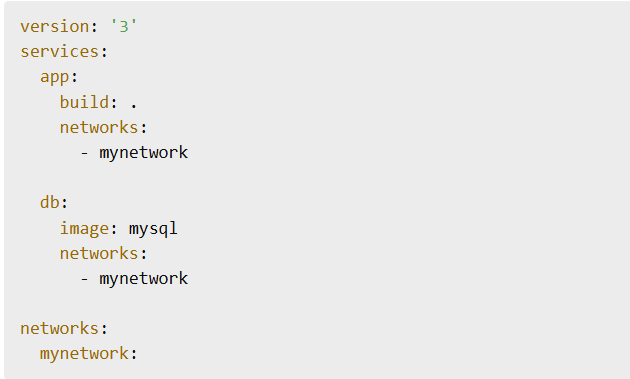 version: '3'
services:
  app:
    build: .
    networks:
      - mynetwork

  db:
    image: mysql
    networks:
      - mynetwork

networks:
  mynetwork: